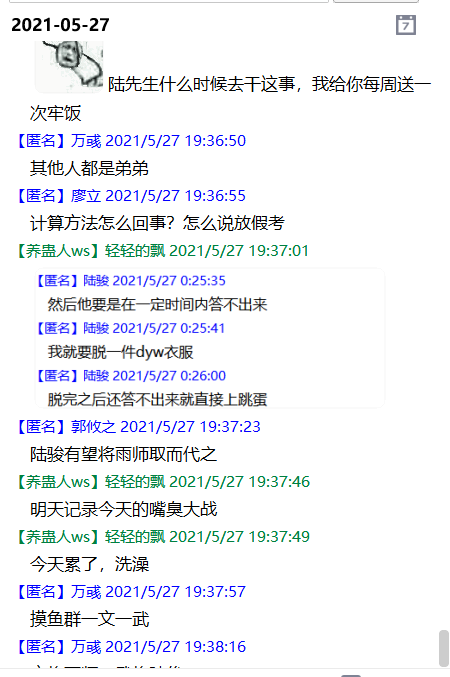 2021-05-27
7
陆先生什么时候去干这事，我给你每周送一
次牢饭
【匿名】万彧 2021/5/27 19:36:50
其他人都是弟弟
【匿名】廖立 2021/5/27 19:36:55
计算方法怎么回事？怎么说放假考
【养蛊人ws】轻轻的飘 2021/5/27 19:37:01
【匿名】陆骏 2021/5/27 0:25:35
然后他要是在一定时间内答不出来
【匿名】陆骏 2021/5/27 0:25:41
我就要脱一件dyw衣服
【匿名】陆骏 2021/5/27 0:26:00
脱完之后还答不出来就直接上跳蛋
【匿名】郭攸之 2021/5/27 19:37:23
陆骏有望将雨师取而代之
【养蛊人ws】轻轻的飘 2021/5/27 19:37:46
明天记录今天的嘴臭大战
【养蛊人ws】轻轻的飘 2021/5/27 19:37:49
今天累了，洗澡
【匿名】万彧 2021/5/27 19:37:57
摸鱼群一文一武
【匿名】万彧 2021/5/27 19:38:16